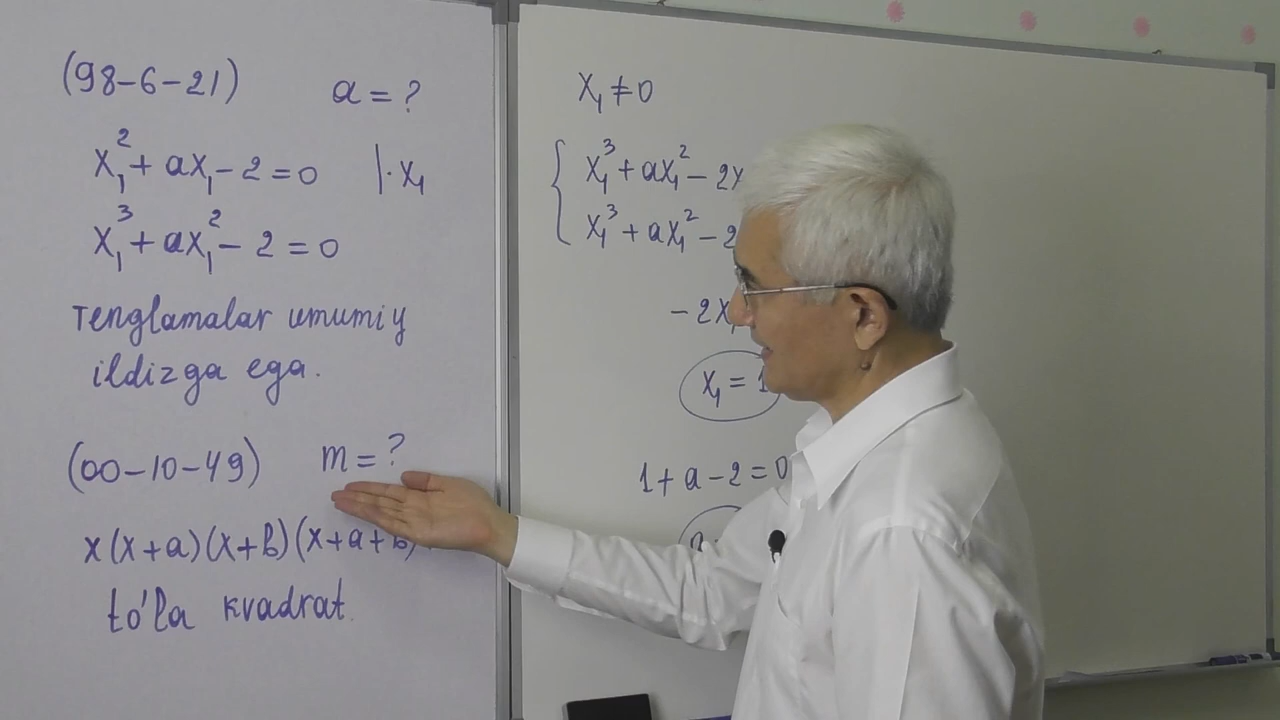 (98-6-21) a = ?
x₁² + ax₁ - 2 = 0 | · x₁
x₁³ + ax₁² - 2 = 0
Tenglamalar umumiy
ildizga ega.
(00-10-49) m = ?
x(x+a)(x+b)(x+a+b)
to'la kvadrat.
x₁ ≠ 0
x₁³ + ax₁² - 2x
x₁³ + ax₁² - 2
- 2x₁
x₁ = 1
1 + a - 2 = 0